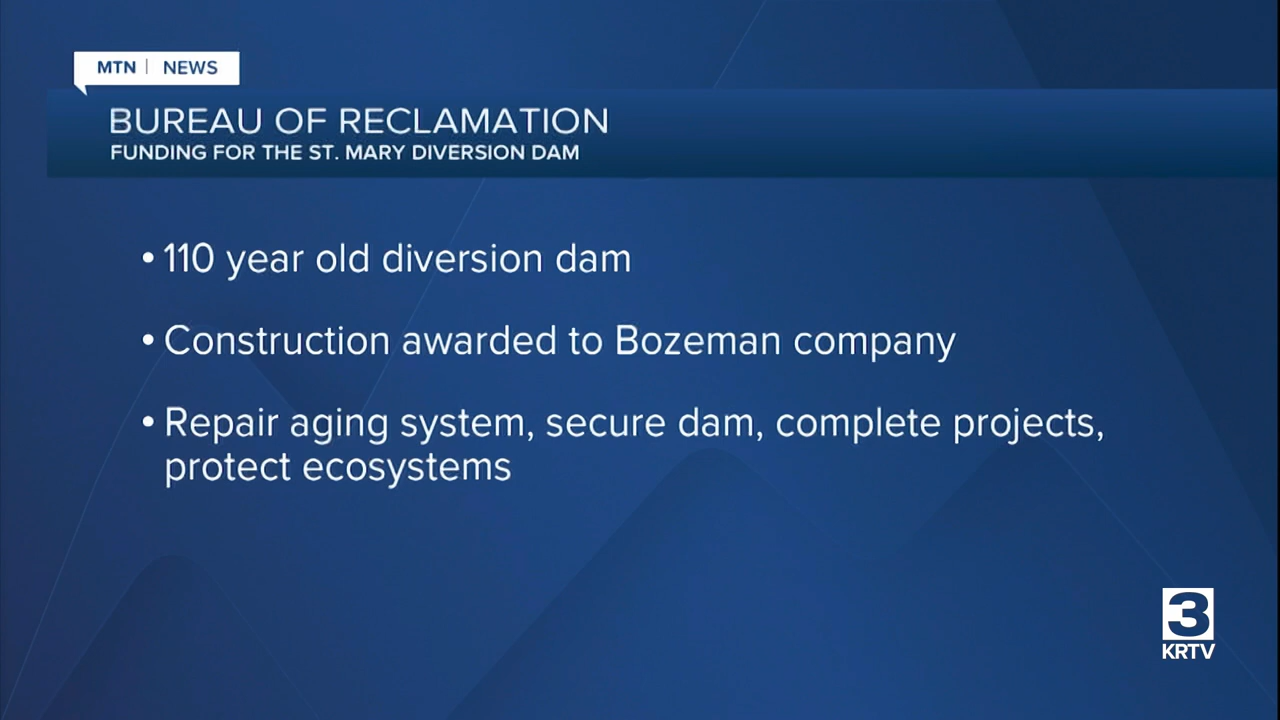 MTN | NEWS
BUREAU OF RECLAMATION
FUNDING FOR THE ST. MARY DIVERSION DAM
• 110 year old diversion dam
• Construction awarded to Bozeman company
• Repair aging system, secure dam, complete projects,
protect ecosystems
3
KRTV